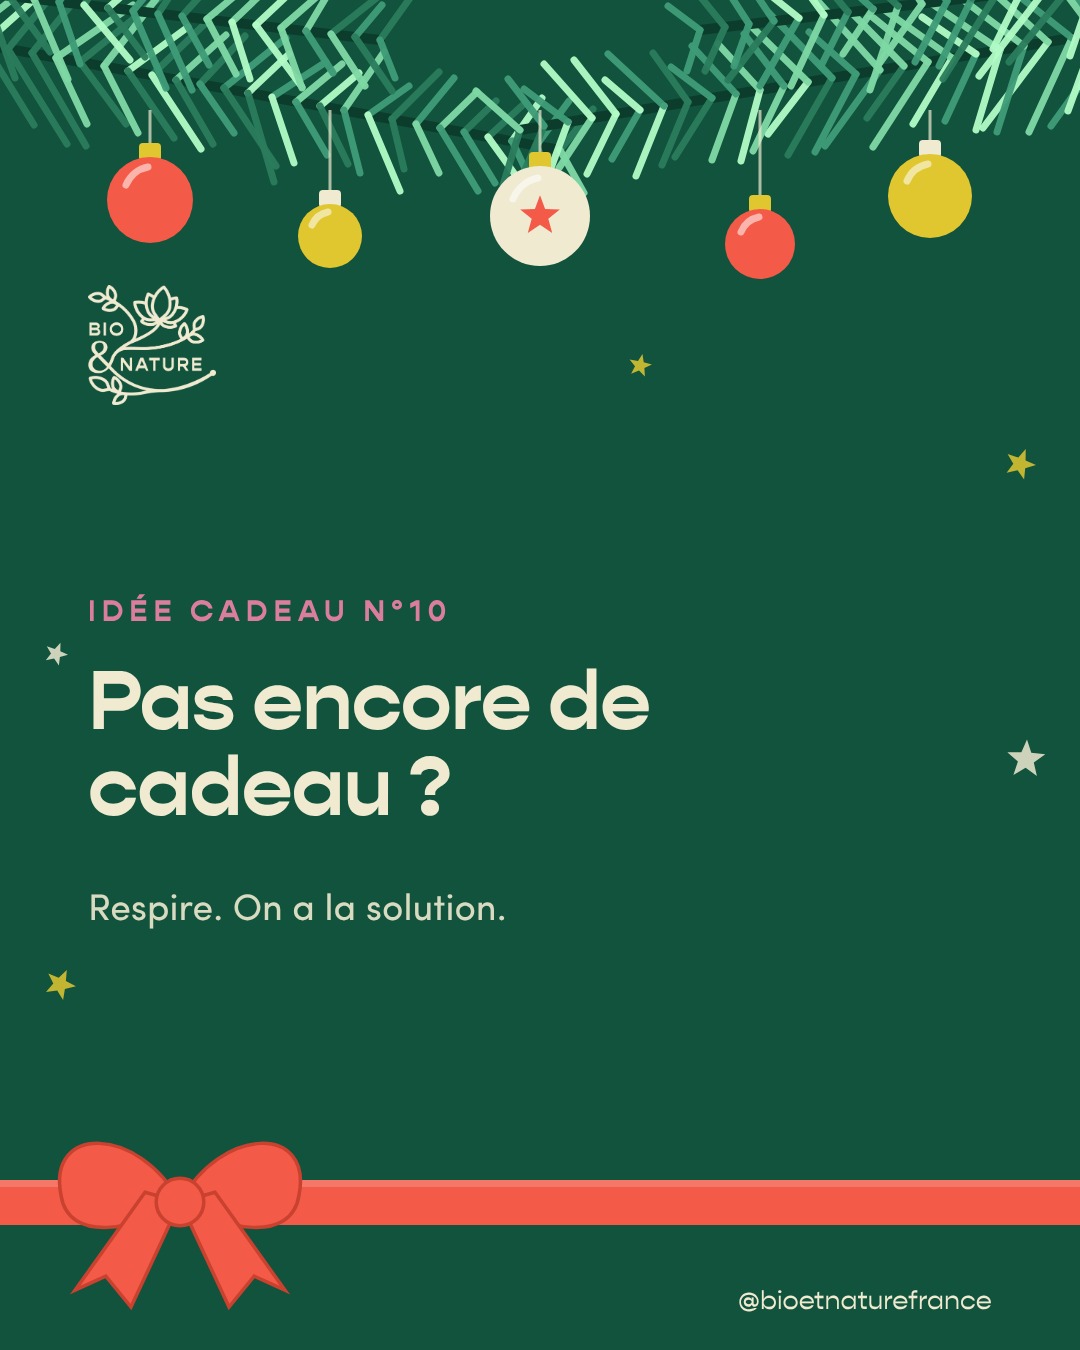 BIO
& NATURE
IDÉE CADEAU N°10
Pas encore de
cadeau ?
Respire. On a la solution.
@bioetnaturefrance